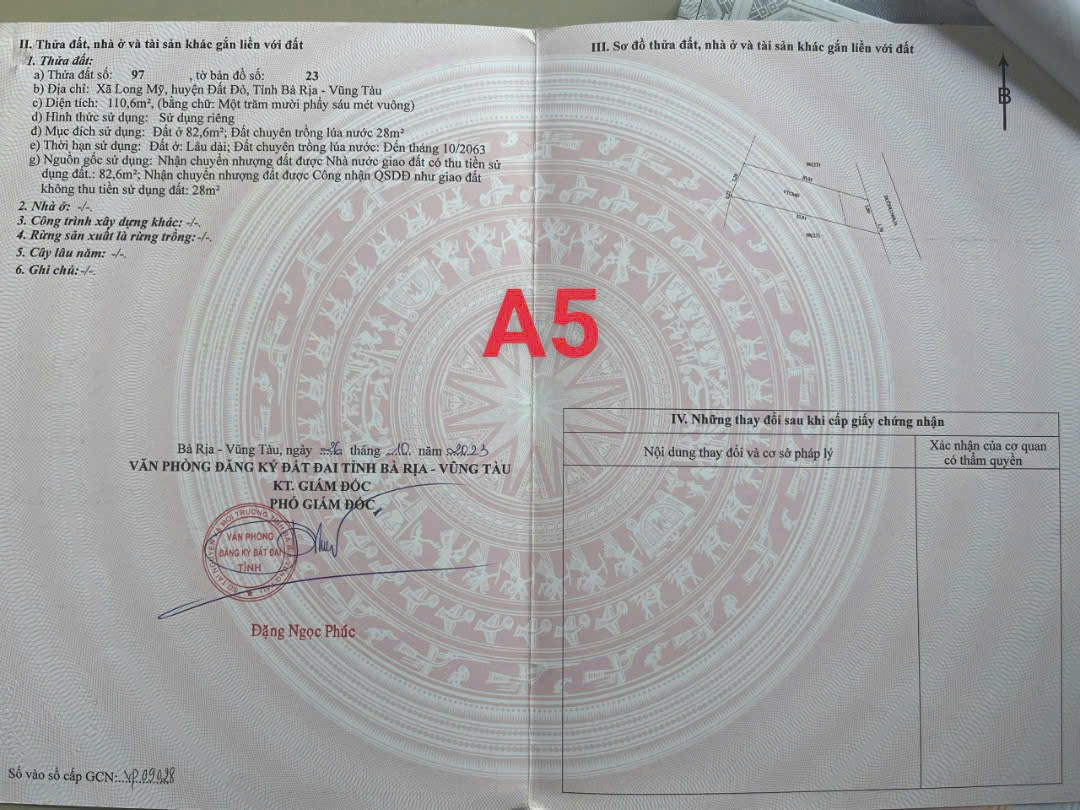 II. Thửa đất, nhà ở và tài sản khác gắn liền với đất
1. Thửa đất:
a) Thửa đất số: 97 , tờ bản đồ số: 23
b) Địa chỉ: Xã Long Mỹ, huyện Đất Đỏ, Tỉnh Bà Rịa - Vũng Tàu
c) Diện tích: 110,6m², (bằng chữ: Một trăm mười phẩy sáu mét vuông)
d) Hình thức sử dụng: Sử dụng riêng
đ) Mục đích sử dụng: Đất ở 82,6m²; Đất chuyên trồng lúa nước 28m²
e) Thời hạn sử dụng: Đất ở: Lâu dài; Đất chuyên trồng lúa nước: Đến tháng 10/2063
g) Nguồn gốc sử dụng: Nhận chuyển nhượng đất được Nhà nước giao đất có thu tiền sử
dụng đất.: 82,6m²; Nhận chuyển nhượng đất được Công nhận QSDĐ như giao đất
không thu tiền sử dụng đất: 28m²
2. Nhà ở: -/-.
3. Công trình xây dựng khác: -/-.
4. Rừng sản xuất là rừng trồng:-/-.
5. Cây lâu năm: -/-.
6. Ghi chú:-/-.
Bà Rịa - Vũng Tàu, ngày 26 tháng 10 năm 2023
VĂN PHÒNG ĐĂNG KÝ ĐẤT ĐAI TỈNH BÀ RỊA - VŨNG TÀU
KT. GIÁM ĐỐC
PHÓ GIÁM ĐỐC
VĂN PHÒNG
ĐĂNG KÝ ĐẤT ĐAI
TỈNH
Đặng Ngọc Phúc
Số vào sổ cấp GCN:..VP.09028
A5
III. Sơ đồ thửa đất, nhà ở và tài sản khác gắn liền với đất
B
IV. Những thay đổi sau khi cấp giấy chứng nhận
Nội dung thay đổi và cơ sở pháp lý
Xác nhận của cơ quan
có thẩm quyền